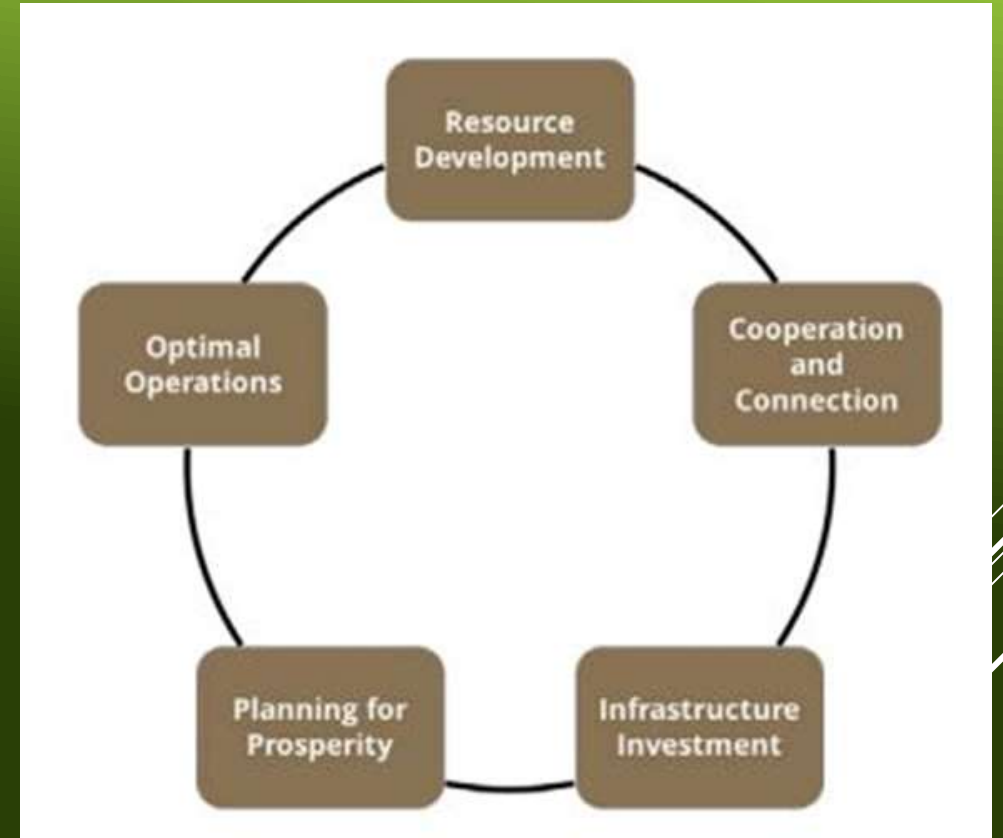 Resource
Development
Cooperation
and
Connection
Infrastructure
Investment
Planning for
Prosperity
Optimal
Operations